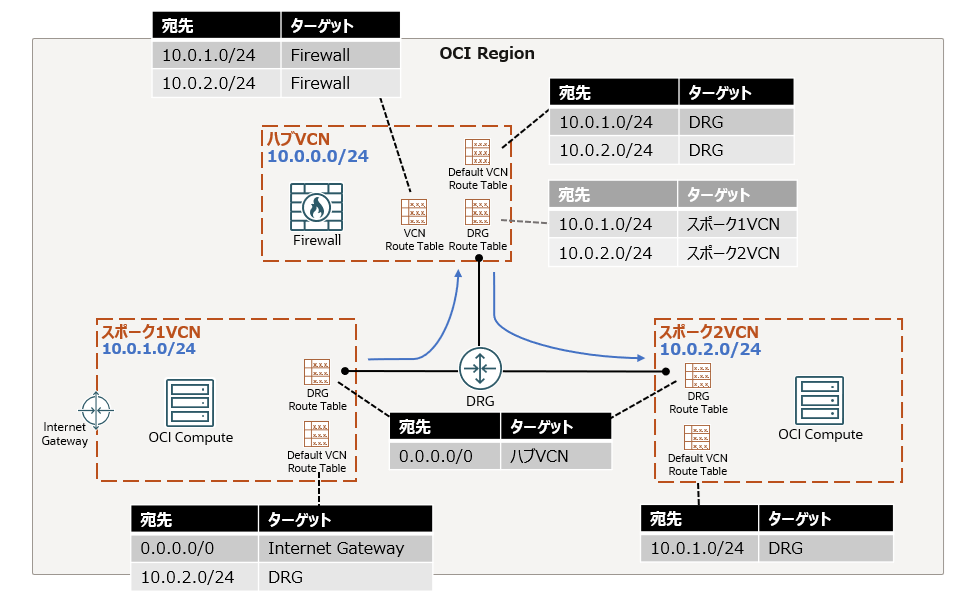 宛先 ターゲット
10.0.1.0/24 Firewall
10.0.2.0/24 Firewall
OCI Region
宛先 ターゲット
10.0.1.0/24 DRG
10.0.2.0/24 DRG
ハブVCN
10.0.0.0/24
Default VCN
Route Table
宛先 ターゲット
10.0.1.0/24 スポーク1VCN
10.0.2.0/24 スポーク2VCN
Firewall
VCN
Route Table
DRG
Route Table
スポーク1VCN
10.0.1.0/24
スポーク2VCN
10.0.2.0/24
DRG
Route Table
DRG
DRG
Route Table
Internet
Gateway
OCI Compute
OCI Compute
宛先 ターゲット
0.0.0.0/0 ハブVCN
Default VCN
Route Table
Default VCN
Route Table
宛先 ターゲット
0.0.0.0/0 Internet Gateway
10.0.2.0/24 DRG
宛先 ターゲット
10.0.1.0/24 DRG